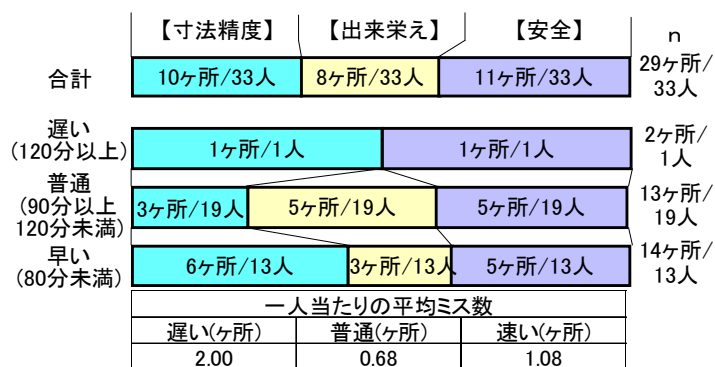 【寸法精度】 【出来栄え】 【安全】 n
合計 10ヶ所/33人 8ヶ所/33人 11ヶ所/33人 29ヶ所/
33人
遅い
(120分以上) 1ヶ所/1人 1ヶ所/1人 2ヶ所/
1人
普通
(90分以上
120分未満) 3ヶ所/19人 5ヶ所/19人 5ヶ所/19人 13ヶ所/
19人
早い
(80分未満) 6ヶ所/13人 3ヶ所/13人 5ヶ所/13人 14ヶ所/
13人
一人当たりの平均ミス数
遅い(ヶ所) 普通(ヶ所) 速い(ヶ所)
2.00 0.68 1.08